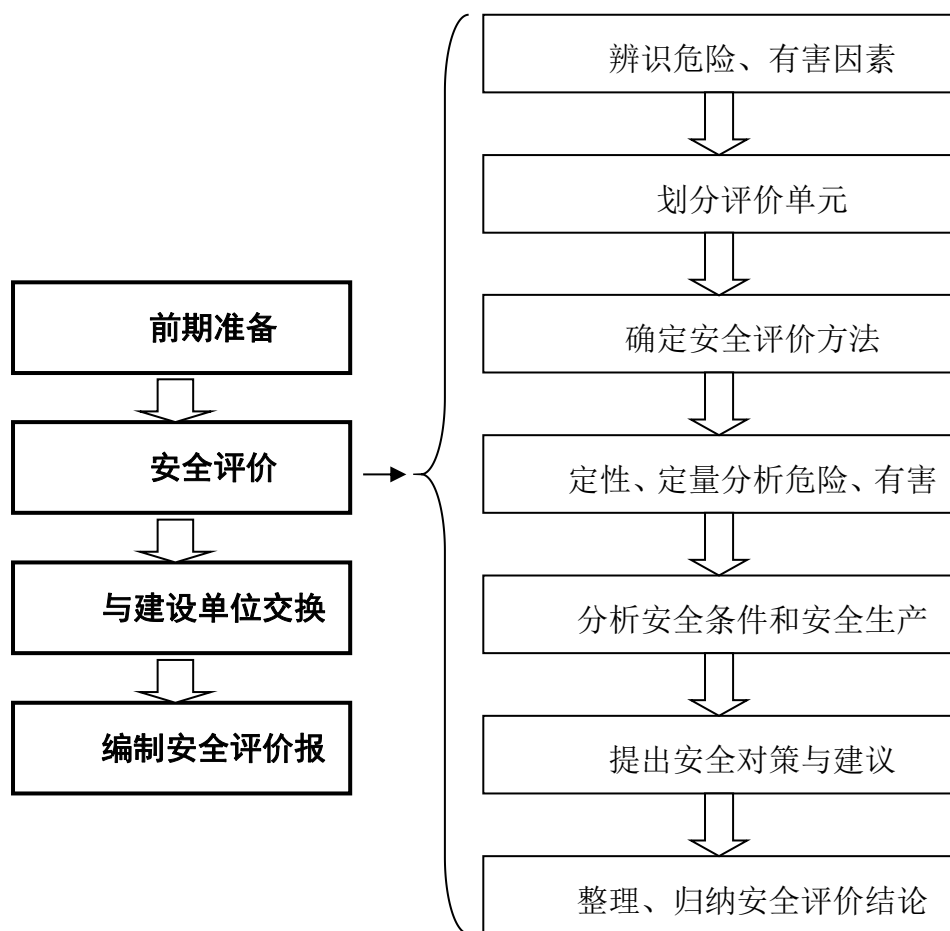 前期准备
安全评价
与建设单位交换
编制安全评价报
辨识危险、有害因素
划分评价单元
确定安全评价方法
定性、定量分析危险、有害
分析安全条件和安全生产
提出安全对策与建议
整理、归纳安全评价结论